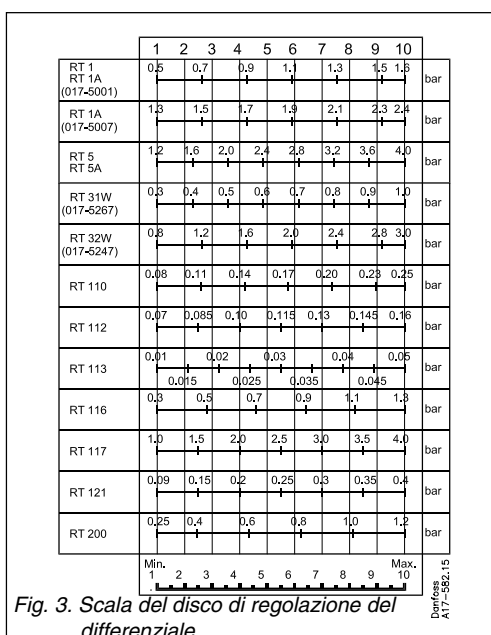 1 2 3 4 5 6 7 8 9 10
RT 1
RT 1A
(017-5001)
0.5 0.7 0.9 1.1 1.3 1.5 1.6
bar
RT 1A
(017-5007)
1.3 1.5 1.7 1.9 2.1 2.3 2.4
bar
RT 5
RT 5A
1.2 1.6 2.0 2.4 2.8 3.2 3.6 4.0
bar
RT 31W
(017-5267)
0.3 0.4 0.5 0.6 0.7 0.8 0.9 1.0
bar
RT 32W
(017-5247)
0.8 1.2 1.6 2.0 2.4 2.8 3.0
bar
RT 110
0.08 0.11 0.14 0.17 0.20 0.23 0.25
bar
RT 112
0.07 0.085 0.10 0.115 0.13 0.145 0.16
bar
RT 113
0.01 0.02 0.03 0.04 0.05
0.015 0.025 0.035 0.045
bar
RT 116
0.3 0.5 0.7 0.9 1.1 1.3
bar
RT 117
1.0 1.5 2.0 2.5 3.0 3.5 4.0
bar
RT 121
0.09 0.15 0.2 0.25 0.3 0.35 0.4
bar
RT 200
0.25 0.4 0.6 0.8 1.0 1.2
bar
Min. Max.
1 2 3 4 5 6 7 8 9 10
Danfoss
A17-582.15
Fig. 3. Scala del disco di regolazione del
differenziale